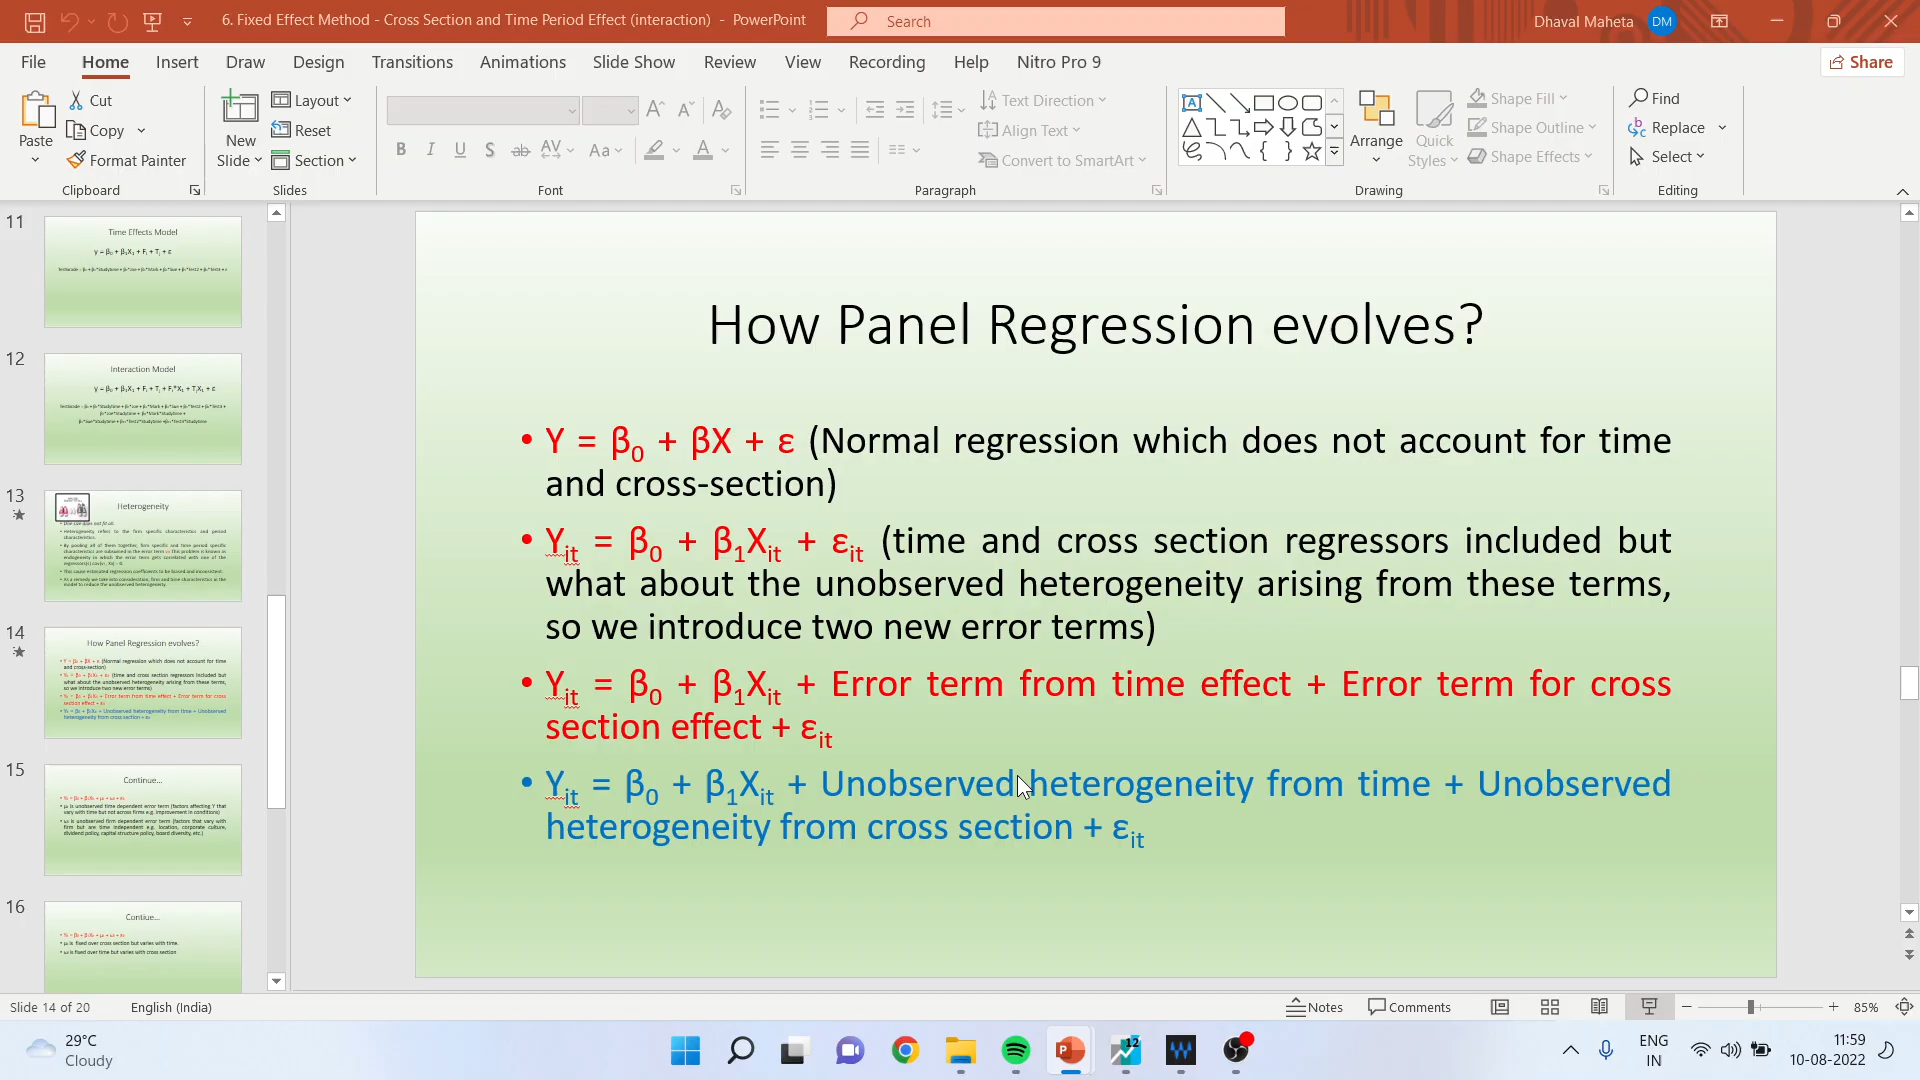 6. Fixed Effect Method - Cross Section and Time Period Effect (interaction) - PowerPoint
Search
Dhaval Maheta DM
File Home Insert Draw Design Transitions Animations Slide Show Review View Recording Help Nitro Pro 9 Share
Paste
Cut
Copy
Format Painter
Clipboard
New Slide
Layout
Reset
Section
Slides
Font
Text Direction
Align Text
Convert to SmartArt
Paragraph
Arrange
Quick Styles
Shape Fill
Shape Outline
Shape Effects
Drawing
Find
Replace
Select
Editing
11
Time Effects Model
12
Interaction Model
13
Heterogeneity
14
How Panel Regression evolves?
15
Continue...
16
Contiue...
How Panel Regression evolves?
• Y = β0 + βX + ε (Normal regression which does not account for time
and cross-section)
• Yit = β0 + β1Xit + εit (time and cross section regressors included but
what about the unobserved heterogeneity arising from these terms,
so we introduce two new error terms)
• Yit = β0 + β1Xit + Error term from time effect + Error term for cross
section effect + εit
• Yit = β0 + β1Xit + Unobserved heterogeneity from time + Unobserved
heterogeneity from cross section + εit
Slide 14 of 20 English (India) Notes Comments 85%
29°C
Cloudy
ENG
IN
11:59
10-08-2022